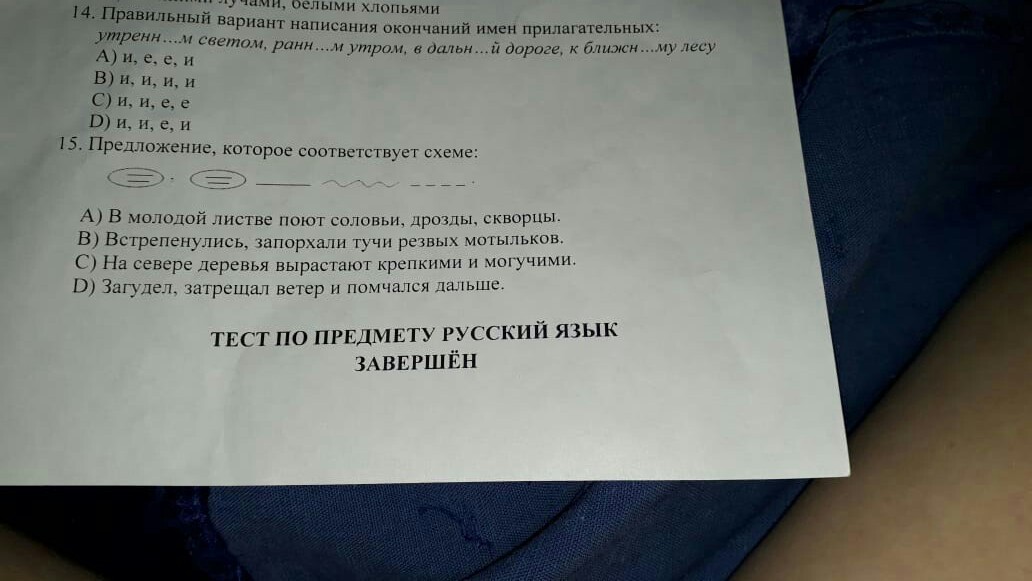 лучами, белыми хлопьями
14. Правильный вариант написания окончаний имен прилагательных:
утренн...м светом, ранн...м утром, в дальн...й дороге, к ближн...му лесу
A) и, е, е, и
B) и, и, и, и
C) и, и, е, е
D) и, и, е, и
15. Предложение, которое соответствует схеме:
A) В молодой листве поют соловьи, дрозды, скворцы.
B) Встрепенулись, запорхали тучи резвых мотыльков.
C) На севере деревья вырастают крепкими и могучими.
D) Загудел, затрещал ветер и помчался дальше.
ТЕСТ ПО ПРЕДМЕТУ РУССКИЙ ЯЗЫК
ЗАВЕРШЁН